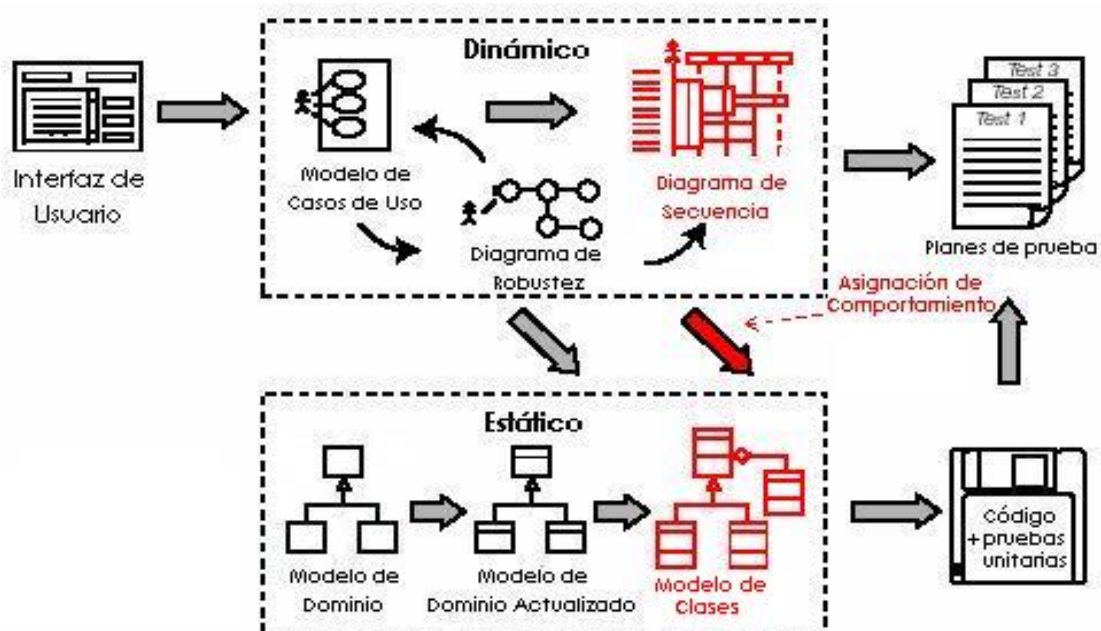 Dinámico
Interfaz de
Usuario
Modelo de
Casos de Uso
Diagrama de
Robustez
Diagrama de
Secuencia
Test 3
Test 2
Test 1
Planes de prueba
Asignación de
Comportamiento
Estático
Modelo de
Dominio
Modelo de
Dominio Actualizado
Modelo de
Clases
Código
+pruebas
unitarias